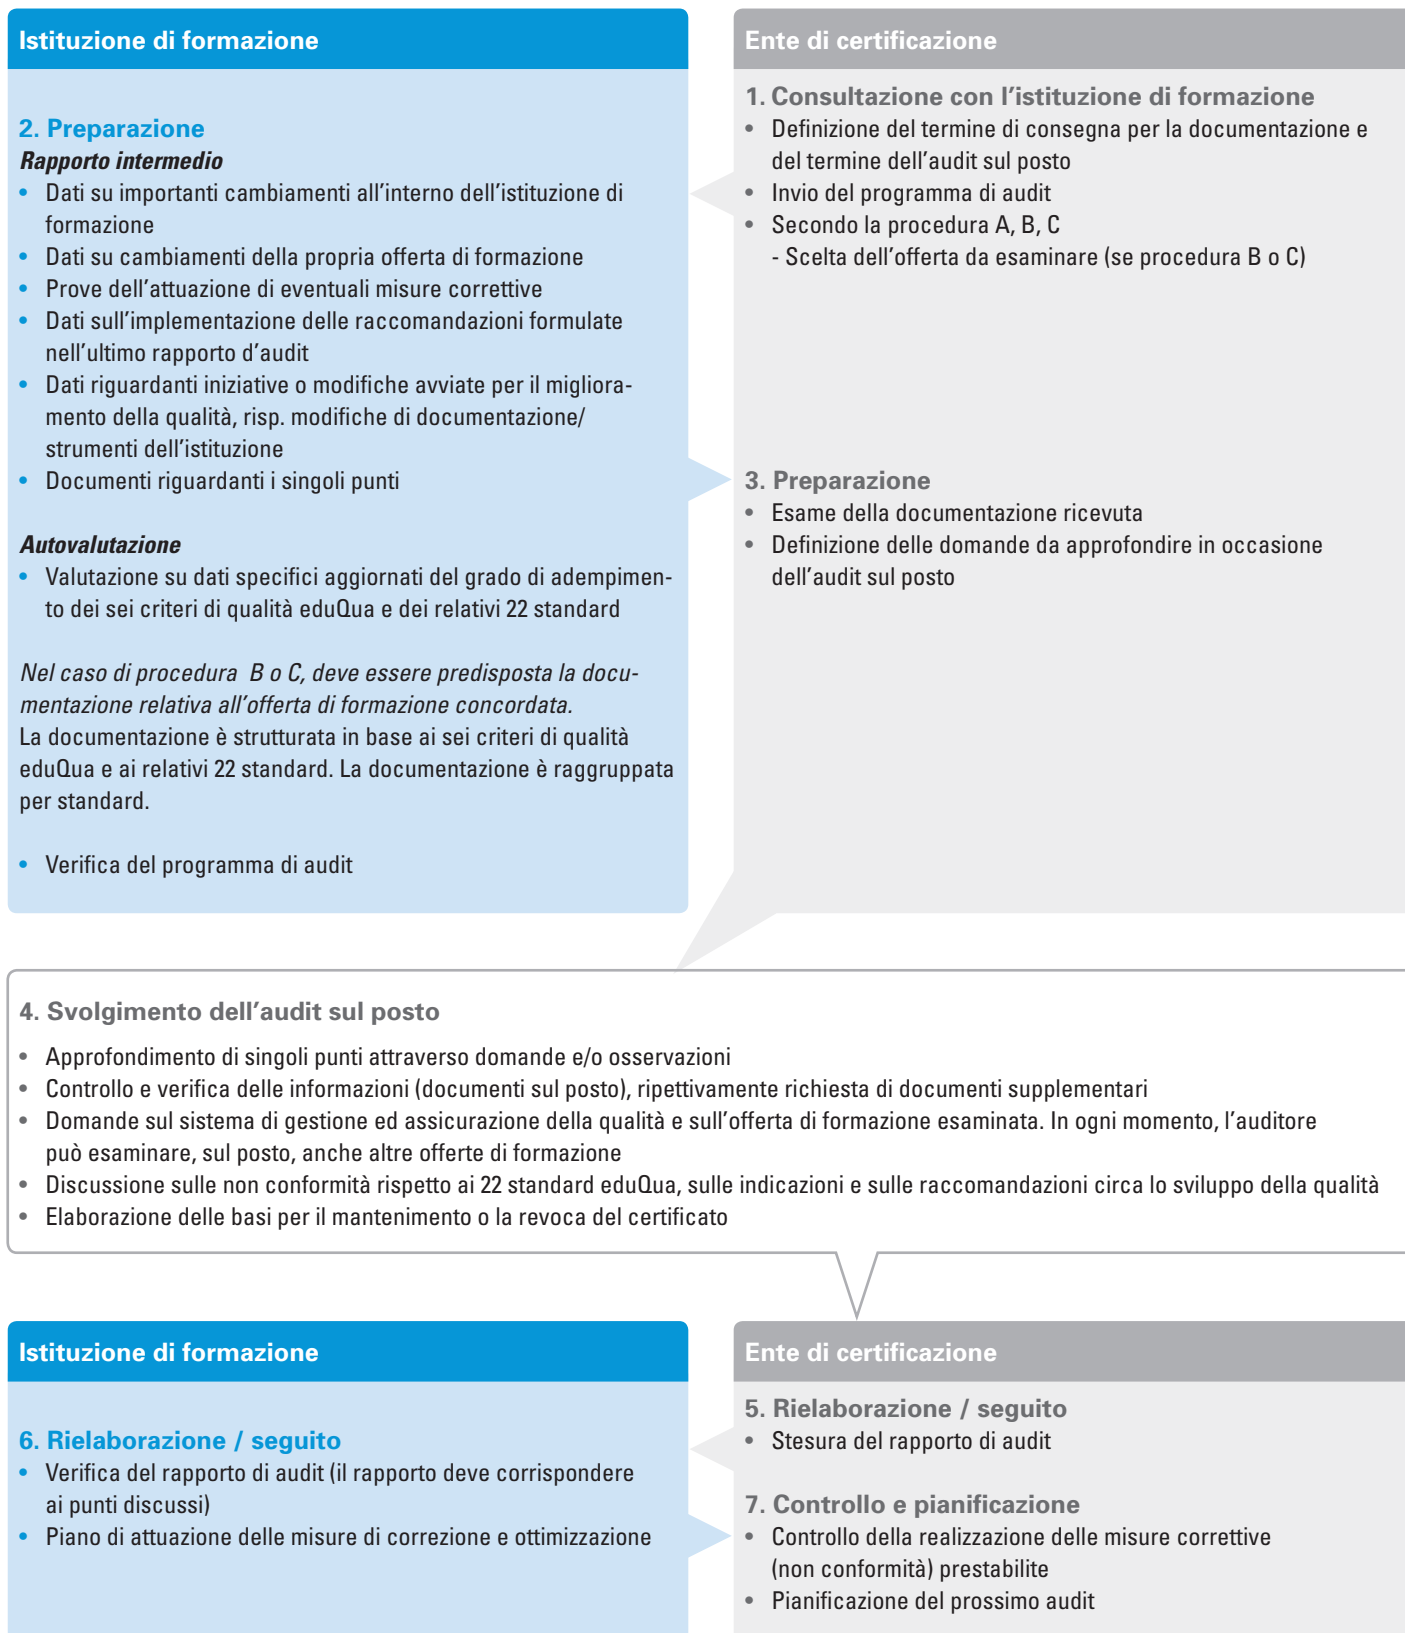 Istituzione di formazione
2. Preparazione
Rapporto intermedio
• Dati su importanti cambiamenti all'interno dell'istituzione di
formazione
• Dati su cambiamenti della propria offerta di formazione
• Prove dell'attuazione di eventuali misure correttive
• Dati sull'implementazione delle raccomandazioni formulate
nell'ultimo rapporto d'audit
• Dati riguardanti iniziative o modifiche avviate per il migliora-
mento della qualità, risp. modifiche di documentazione/
strumenti dell'istituzione
• Documenti riguardanti i singoli punti
Autovalutazione
• Valutazione su dati specifici aggiornati del grado di adempimen-
to dei sei criteri di qualità eduQua e dei relativi 22 standard
Nel caso di procedura B o C, deve essere predisposta la docu-
mentazione relativa all'offerta di formazione concordata.
La documentazione è strutturata in base ai sei criteri di qualità
eduQua e ai relativi 22 standard. La documentazione è raggruppata
per standard.
• Verifica del programma di audit
Ente di certificazione
1. Consultazione con l'istituzione di formazione
• Definizione del termine di consegna per la documentazione e
del termine dell'audit sul posto
• Invio del programma di audit
• Secondo la procedura A, B, C
- Scelta dell'offerta da esaminare (se procedura B o C)
3. Preparazione
• Esame della documentazione ricevuta
• Definizione delle domande da approfondire in occasione
dell'audit sul posto
4. Svolgimento dell'audit sul posto
• Approfondimento di singoli punti attraverso domande e/o osservazioni
• Controllo e verifica delle informazioni (documenti sul posto), ripettivamente richiesta di documenti supplementari
• Domande sul sistema di gestione ed assicurazione della qualità e sull'offerta di formazione esaminata. In ogni momento, l'auditore
può esaminare, sul posto, anche altre offerte di formazione
• Discussione sulle non conformità rispetto ai 22 standard eduQua, sulle indicazioni e sulle raccomandazioni circa lo sviluppo della qualità
• Elaborazione delle basi per il mantenimento o la revoca del certificato
Istituzione di formazione
6. Rielaborazione / seguito
• Verifica del rapporto di audit (il rapporto deve corrispondere
ai punti discussi)
• Piano di attuazione delle misure di correzione e ottimizzazione
Ente di certificazione
5. Rielaborazione / seguito
• Stesura del rapporto di audit
7. Controllo e pianificazione
• Controllo della realizzazione delle misure correttive
(non conformità) prestabilite
• Pianificazione del prossimo audit